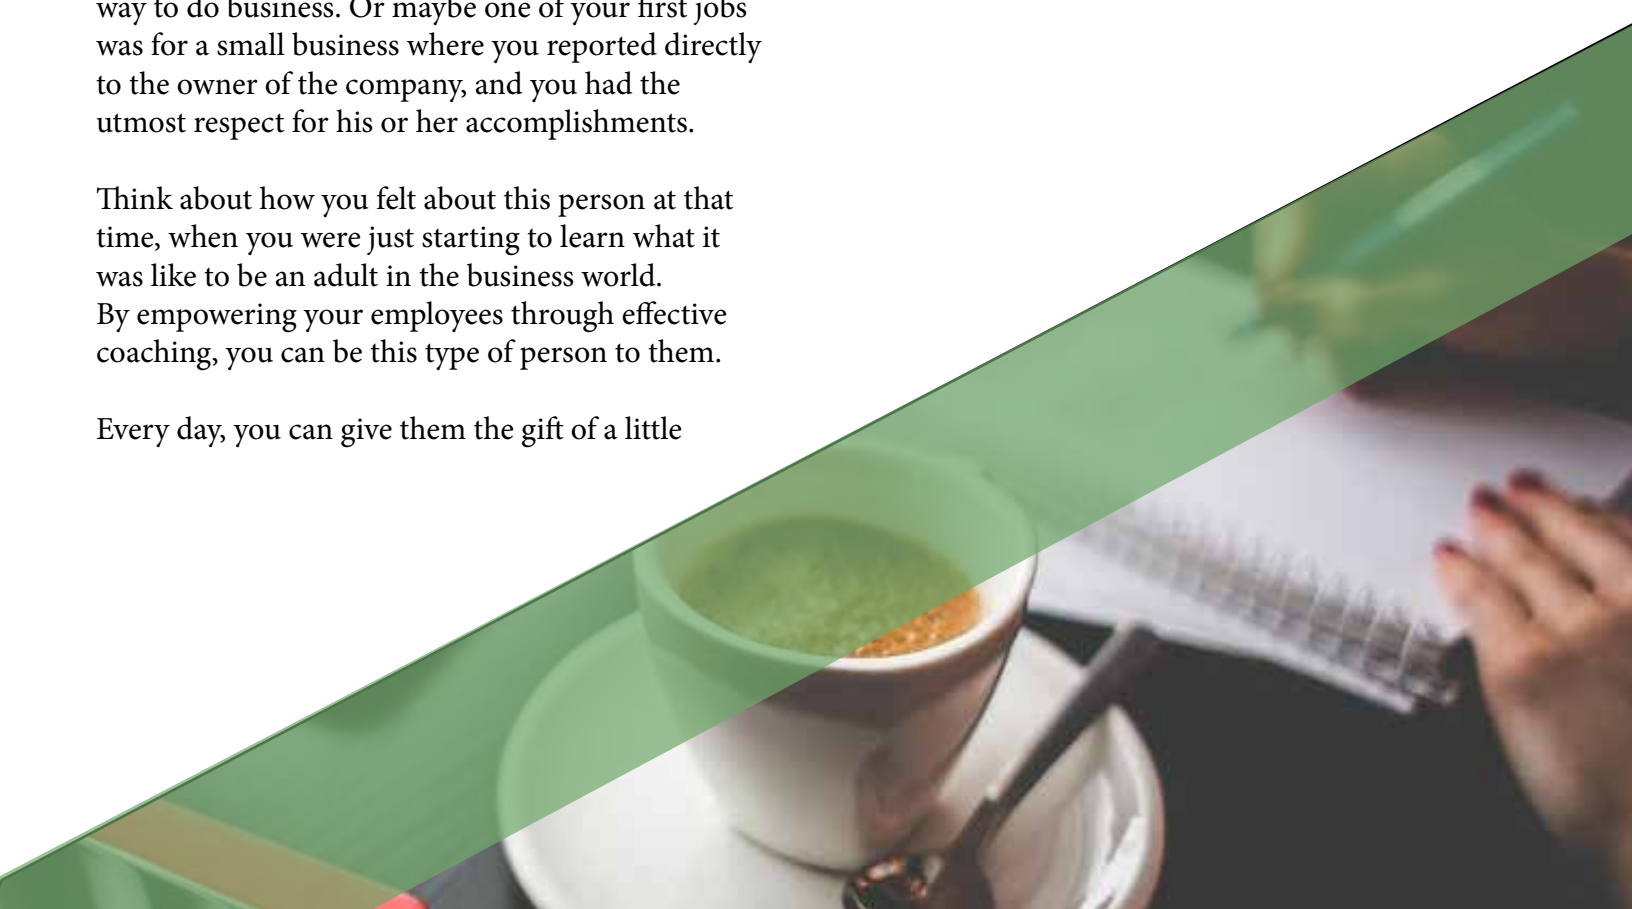 way to do business. Or maybe one of your first jobs
was for a small business where you reported directly
to the owner of the company, and you had the
utmost respect for his or her accomplishments.
Think about how you felt about this person at that
time, when you were just starting to learn what it
was like to be an adult in the business world.
By empowering your employees through effective
coaching, you can be this type of person to them.
Every day, you can give them the gift of a little